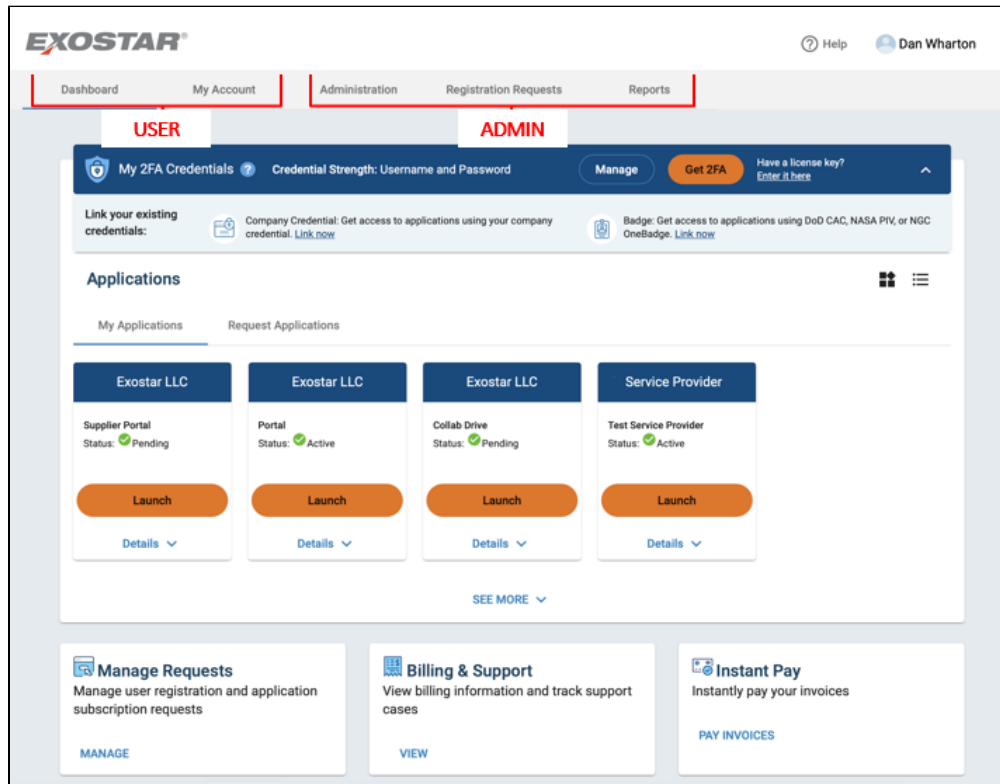 EXOSTAR®
Help
Dan Wharton
Dashboard
My Account
Administration
Registration Requests
Reports
USER
ADMIN
My 2FA Credentials ?
Credential Strength: Username and Password
Manage
Get 2FA
Have a license key?
Enter it here
Link your existing
credentials:
Company Credential: Get access to applications using your company
credential. Link now
Badge: Get access to applications using DoD CAC, NASA PIV, or NGC
OneBadge. Link now
Applications
My Applications
Request Applications
Exostar LLC
Supplier Portal
Status: Pending
Launch
Details
Exostar LLC
Portal
Status: Active
Launch
Details
Exostar LLC
Collab Drive
Status: Pending
Launch
Details
Service Provider
Test Service Provider
Status: Active
Launch
Details
SEE MORE
Manage Requests
Manage user registration and application
subscription requests
MANAGE
Billing & Support
View billing information and track support
cases
VIEW
Instant Pay
Instantly pay your invoices
PAY INVOICES